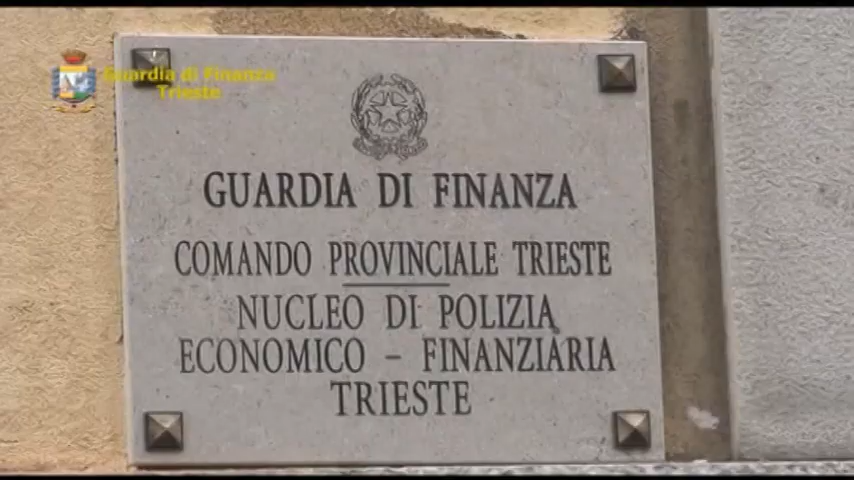 Guardia di Finanza
Trieste
GUARDIA DI FINANZA
COMANDO PROVINCIALE TRIESTE
NUCLEO DI POLIZIA
ECONOMICO - FINANZIARIA
TRIESTE